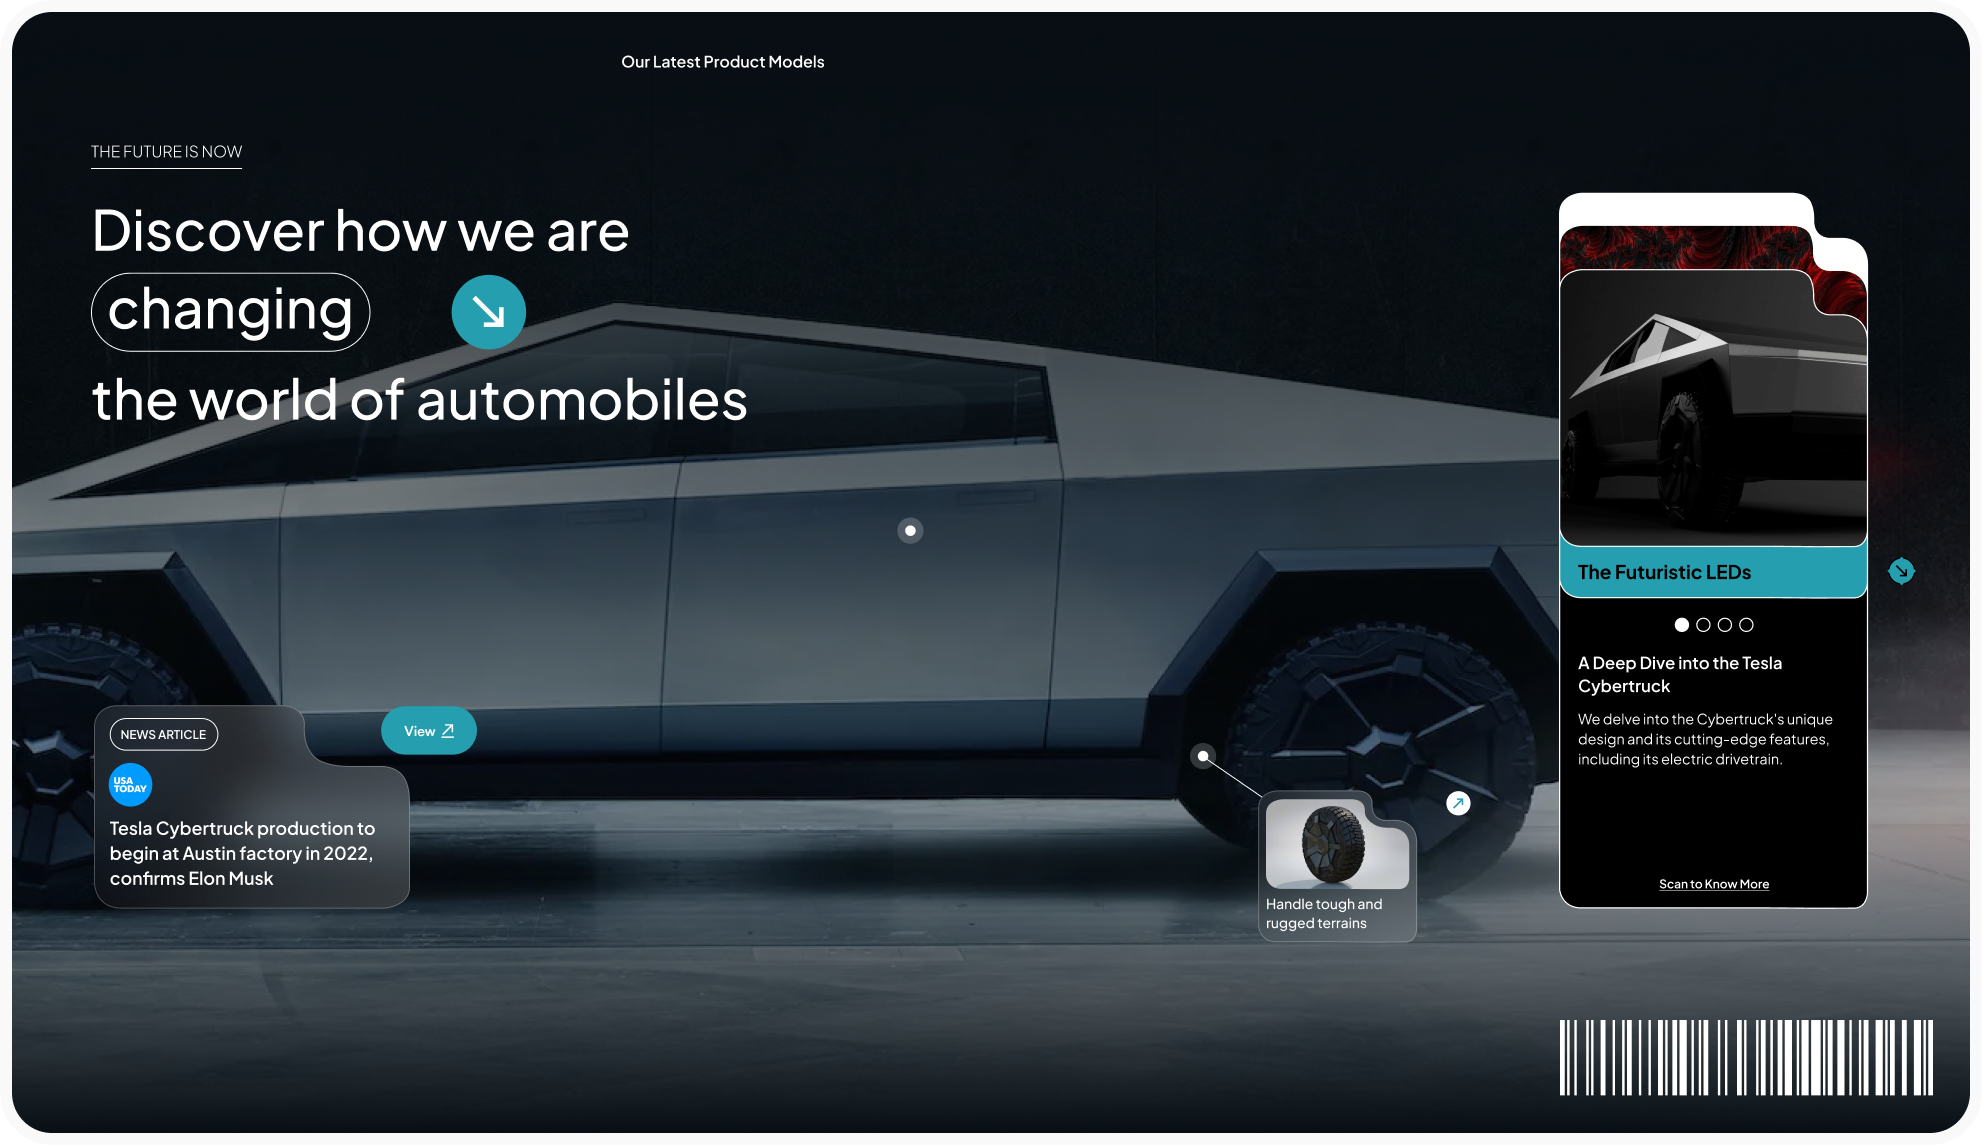 Our Latest Product Models
THE FUTURE IS NOW
Discover how we are
changing
the world of automobiles
NEWS ARTICLE
View
USA
TODAY
Tesla Cybertruck production to
begin at Austin factory in 2022,
confirms Elon Musk
Handle tough and
rugged terrains
The Futuristic LEDs
A Deep Dive into the Tesla
Cybertruck
We delve into the Cybertruck's unique
design and its cutting-edge features,
including its electric drivetrain.
Scan to Know More